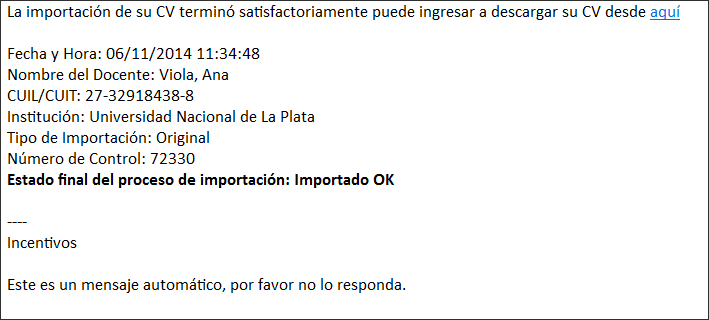 La importación de su CV terminó satisfactoriamente puede ingresar a descargar su CV desde aquí
Fecha y Hora: 06/11/2014 11:34:48
Nombre del Docente: Viola, Ana
CUIL/CUIT: 27-32918438-8
Institución: Universidad Nacional de La Plata
Tipo de Importación: Original
Número de Control: 72330
Estado final del proceso de importación: Importado OK
----
Incentivos
Este es un mensaje automático, por favor no lo responda.